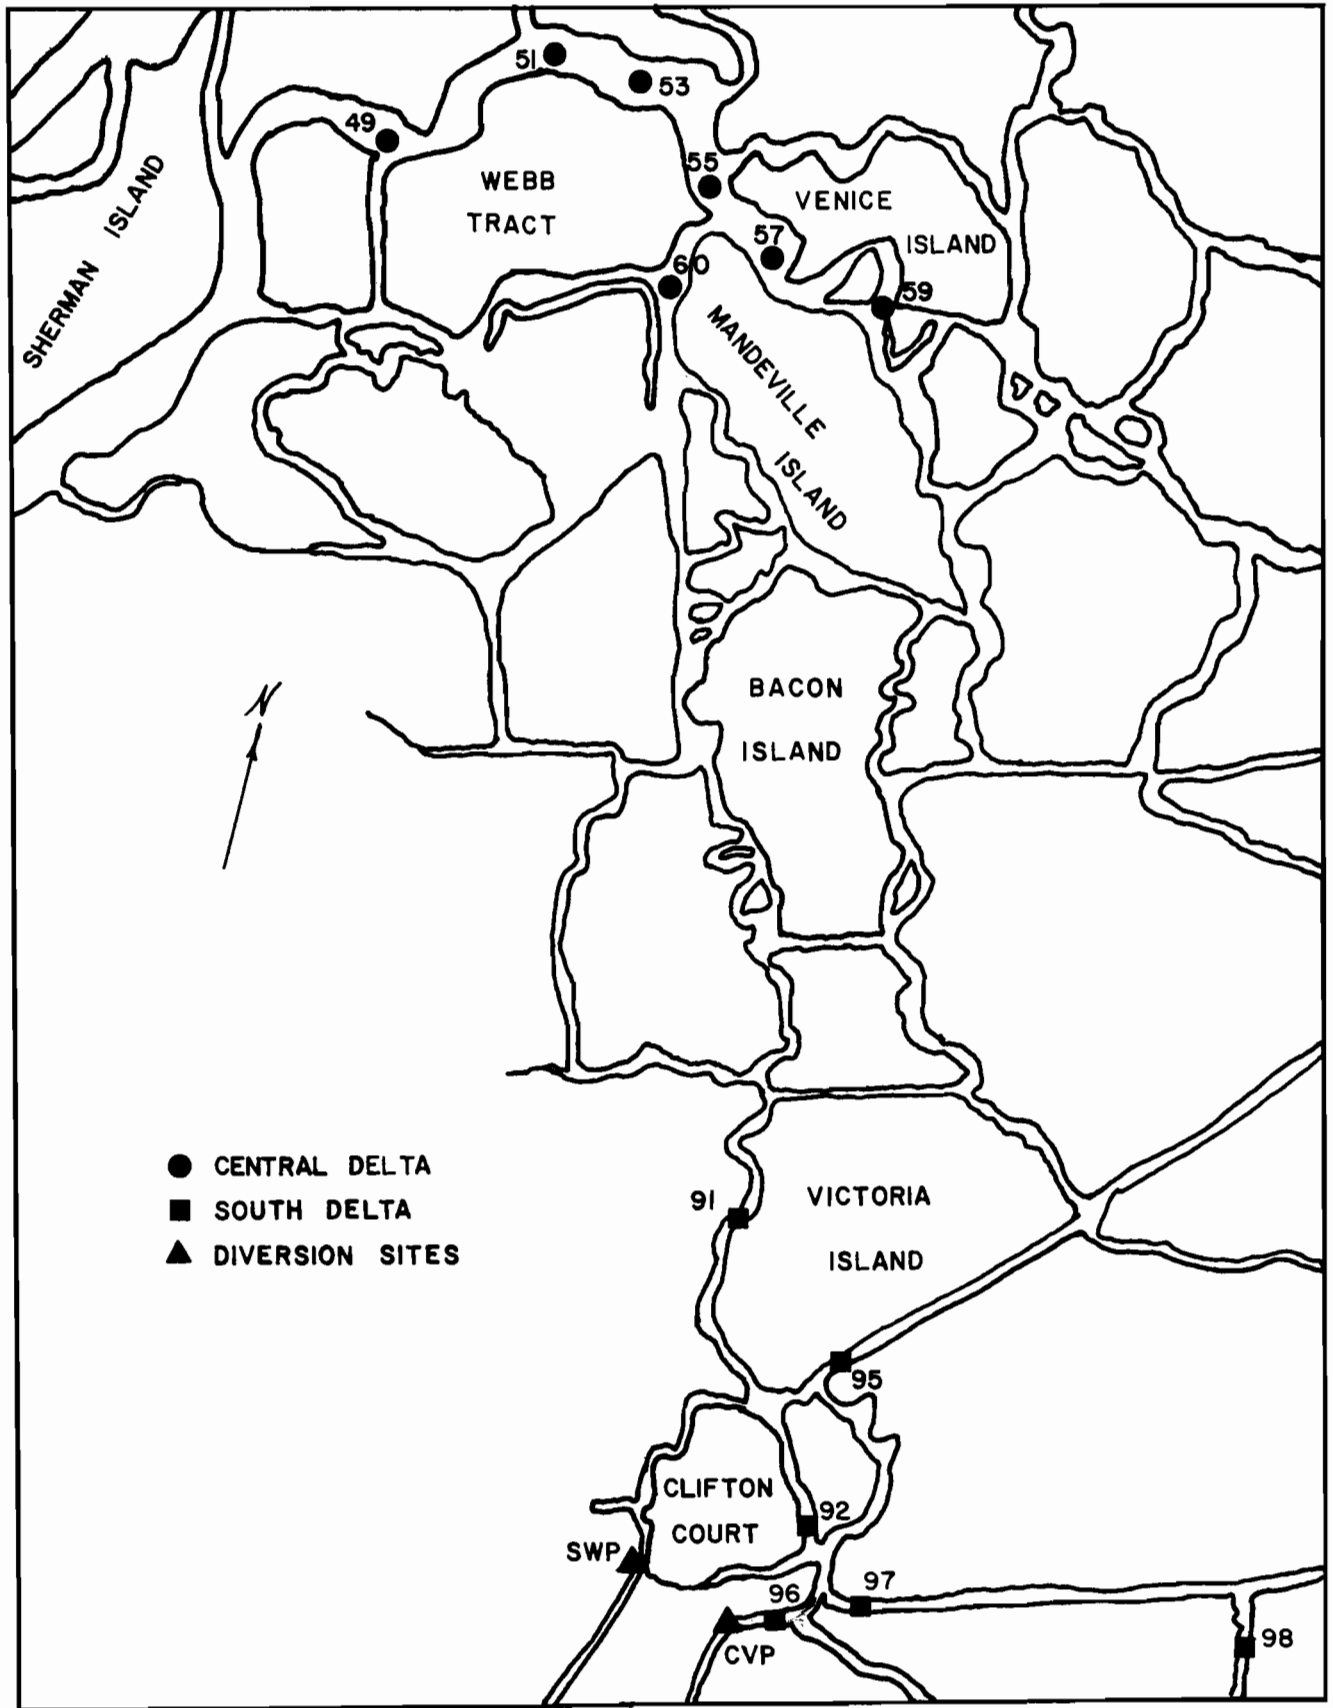 51
53
49
55
WEBB
TRACT
VENICE
ISLAND
57
60
59
SHERMAN ISLAND
MANDEVILLE
ISLAND
N
BACON
ISLAND
CENTRAL DELTA
SOUTH DELTA
DIVERSION SITES
91
VICTORIA
ISLAND
95
CLIFTON
COURT
92
SWP
96
97
CVP
98